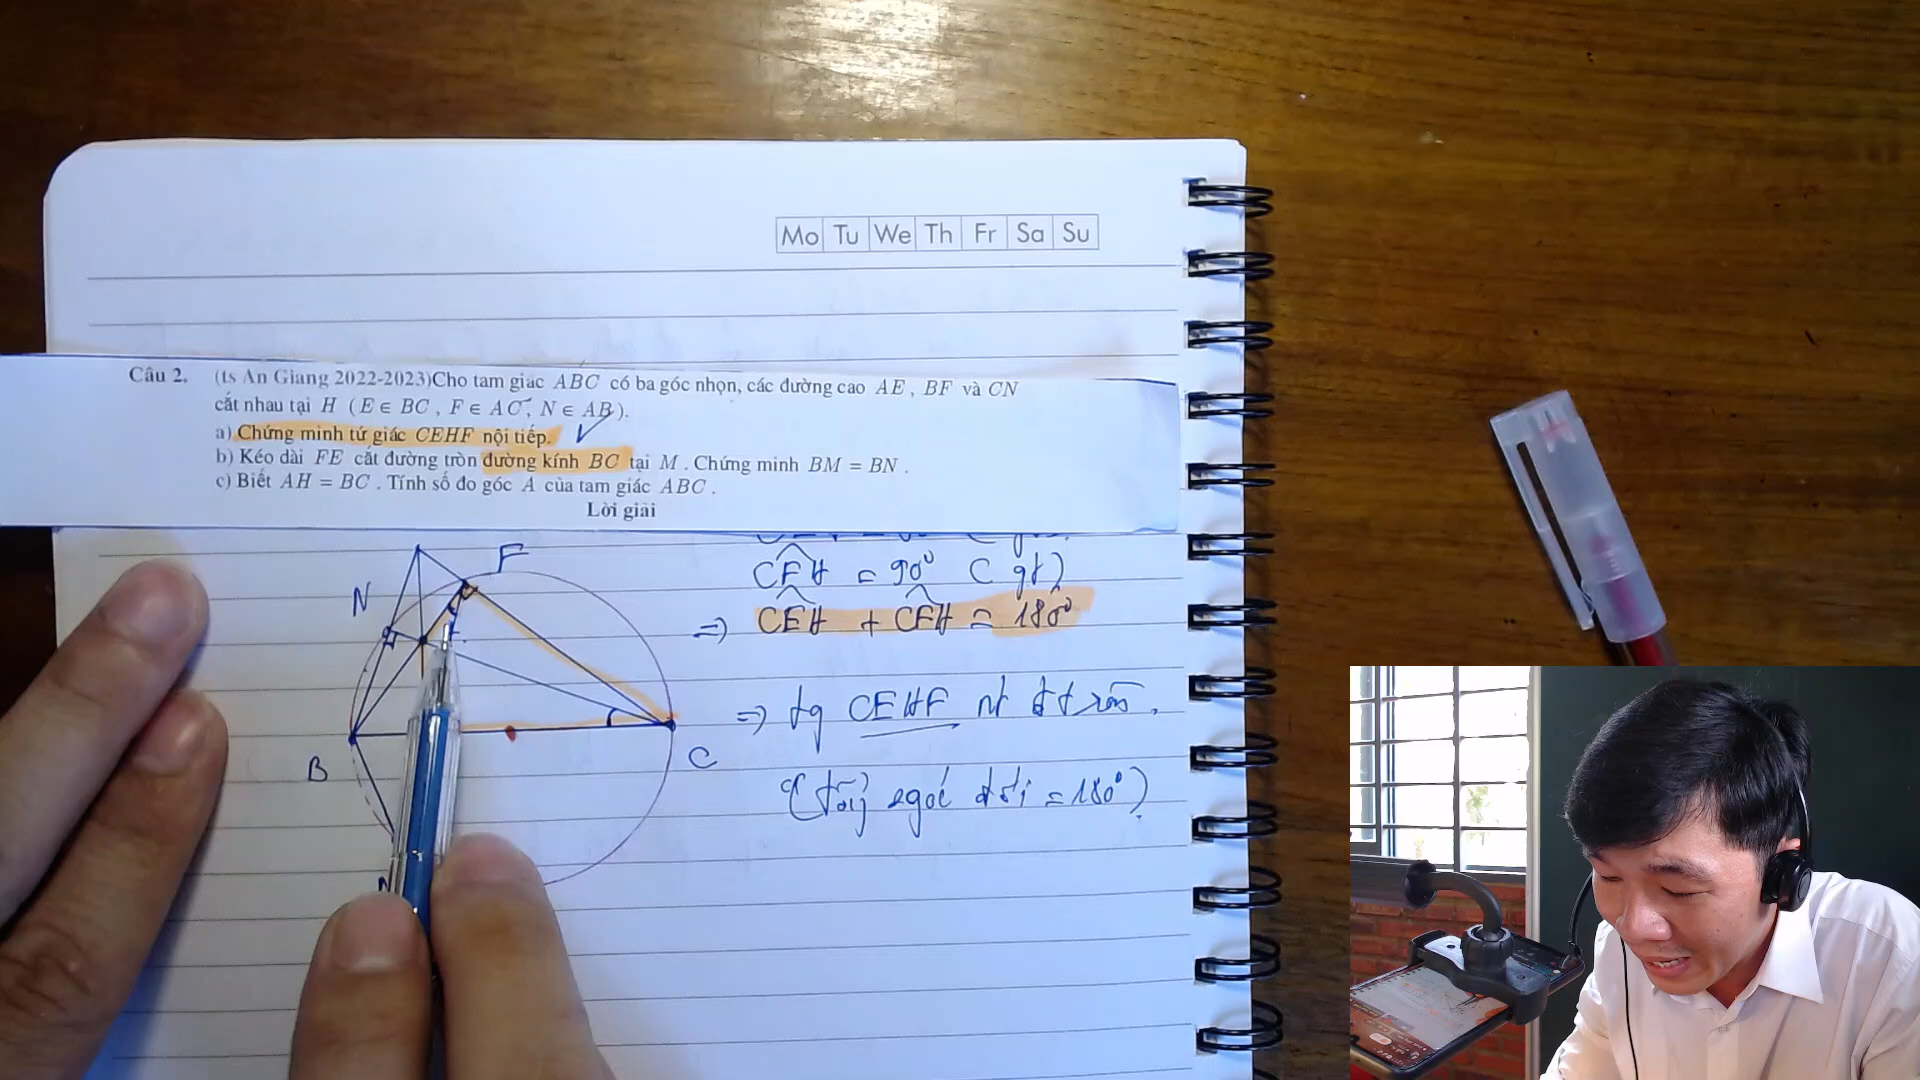 Mo Tu We Th Fr Sa Su
Câu 2. (ts An Giang 2022-2023)Cho tam giác ABC có ba góc nhọn, các đường cao AE , BF và CN
cắt nhau tại H ( E ∈ BC , F ∈ AC , N ∈ AB ).
a) Chứng minh tứ giác CEHF nội tiếp.
b) Kéo dài FE cắt đường tròn đường kính BC tại M . Chứng minh BM = BN .
c) Biết AH = BC . Tính số đo góc A của tam giác ABC .
Lời giải
F
N
B
C
CFH = 90° ( gt)
=> CEH + CFH = 180°
=> tg CEHF nt đ tròn.
(tổng 2góc đối = 180°)